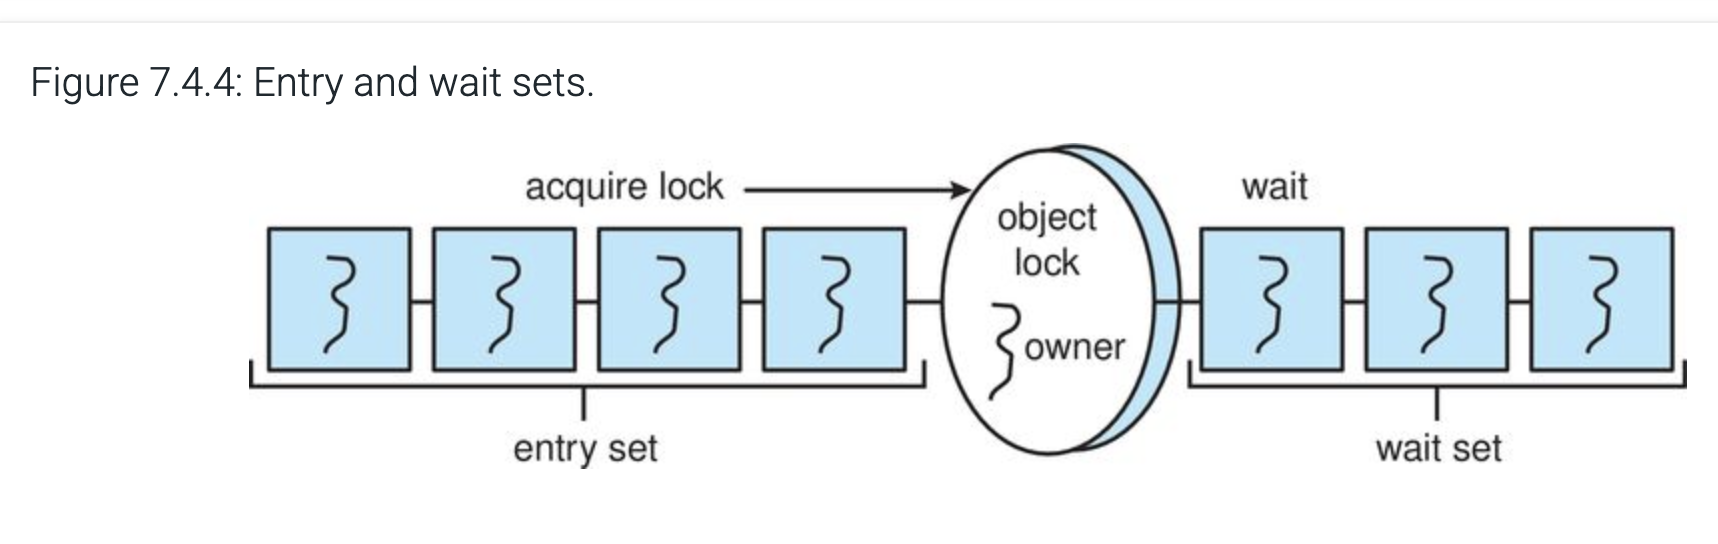 Figure 7.4.4: Entry and wait sets.
acquire lock
wait
object
lock
owner
entry set
wait set